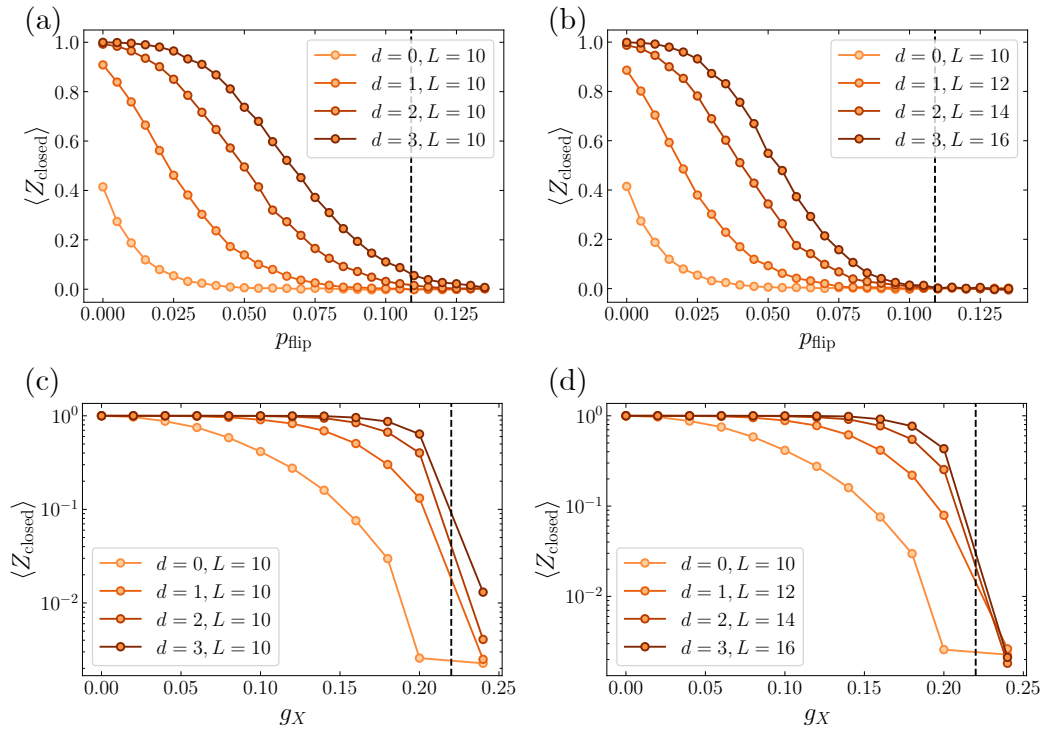 (a)
1.0
0.8
0.6
0.4
0.2
0.0
⟨Z_closed⟩
d = 0, L = 10
d = 1, L = 10
d = 2, L = 10
d = 3, L = 10
0.000 0.025 0.050 0.075 0.100 0.125
p_flip
(b)
1.0
0.8
0.6
0.4
0.2
0.0
⟨Z_closed⟩
d = 0, L = 10
d = 1, L = 12
d = 2, L = 14
d = 3, L = 16
0.000 0.025 0.050 0.075 0.100 0.125
p_flip
(c)
10^0
10^−1
10^−2
⟨Z_closed⟩
d = 0, L = 10
d = 1, L = 10
d = 2, L = 10
d = 3, L = 10
0.00 0.05 0.10 0.15 0.20 0.25
g_X
(d)
10^0
10^−1
10^−2
⟨Z_closed⟩
d = 0, L = 10
d = 1, L = 12
d = 2, L = 14
d = 3, L = 16
0.00 0.05 0.10 0.15 0.20 0.25
g_X